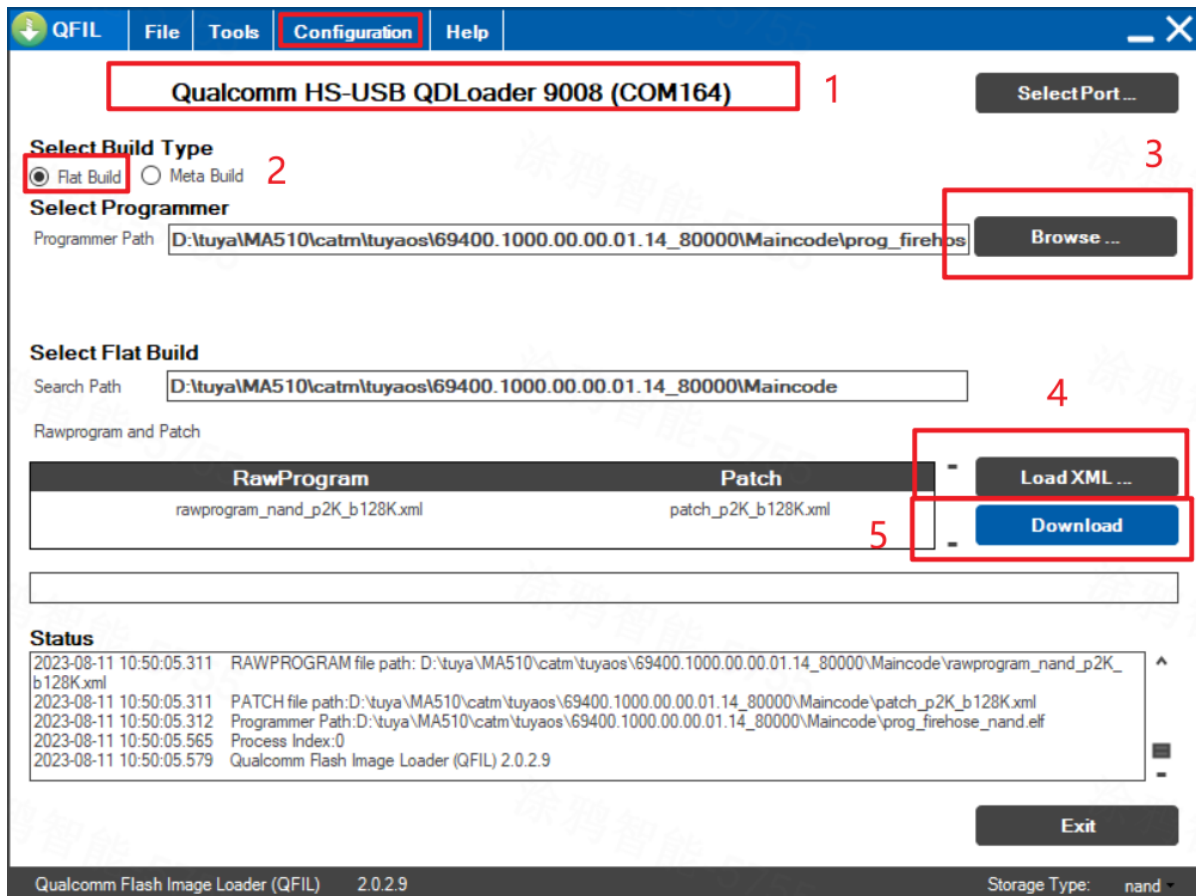 QFIL File Tools Configuration Help
Qualcomm HS-USB QDLoader 9008 (COM164) 1 Select Port ...
Select Build Type
Flat Build Meta Build 2 3
Select Programmer
Programmer Path D:\tuya\MA510\catm\tuyaos\69400.1000.00.00.01.14_80000\Maincode\prog_firehos Browse ...
Select Flat Build
Search Path D:\tuya\MA510\catm\tuyaos\69400.1000.00.00.01.14_80000\Maincode 4
Rawprogram and Patch
RawProgram Patch Load XML ...
rawprogram_nand_p2K_b128K.xml patch_p2K_b128K.xml
5 Download
Status
2023-08-11 10:50:05.311 RAWPROGRAM file path: D:\tuya\MA510\catm\tuyaos\69400.1000.00.00.01.14_80000\Maincode\rawprogram_nand_p2K_
b128K.xml
2023-08-11 10:50:05.311 PATCH file path:D:\tuya\MA510\catm\tuyaos\69400.1000.00.00.01.14_80000\Maincode\patch_p2K_b128K.xml
2023-08-11 10:50:05.312 Programmer Path:D:\tuya\MA510\catm\tuyaos\69400.1000.00.00.01.14_80000\Maincode\prog_firehose_nand.elf
2023-08-11 10:50:05.565 Process Index:0
2023-08-11 10:50:05.579 Qualcomm Flash Image Loader (QFIL) 2.0.2.9
Exit
Qualcomm Flash Image Loader (QFIL) 2.0.2.9 Storage Type: nand
涂鸦智能-5755